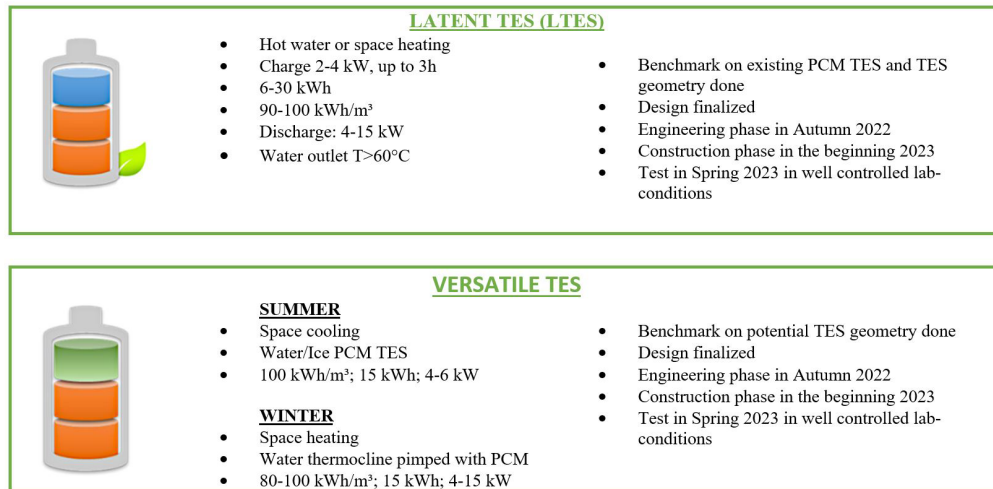 LATENT TES (LTES)
• Hot water or space heating
• Charge 2-4 kW, up to 3h
• 6-30 kWh
• 90-100 kWh/m³
• Discharge: 4-15 kW
• Water outlet T>60°C
• Benchmark on existing PCM TES and TES
geometry done
• Design finalized
• Engineering phase in Autumn 2022
• Construction phase in the beginning 2023
• Test in Spring 2023 in well controlled lab-
conditions
VERSATILE TES
SUMMER
• Space cooling
• Water/Ice PCM TES
• 100 kWh/m³; 15 kWh; 4-6 kW
WINTER
• Space heating
• Water thermocline pimped with PCM
• 80-100 kWh/m³; 15 kWh; 4-15 kW
• Benchmark on potential TES geometry done
• Design finalized
• Engineering phase in Autumn 2022
• Construction phase in the beginning 2023
• Test in Spring 2023 in well controlled lab-
conditions